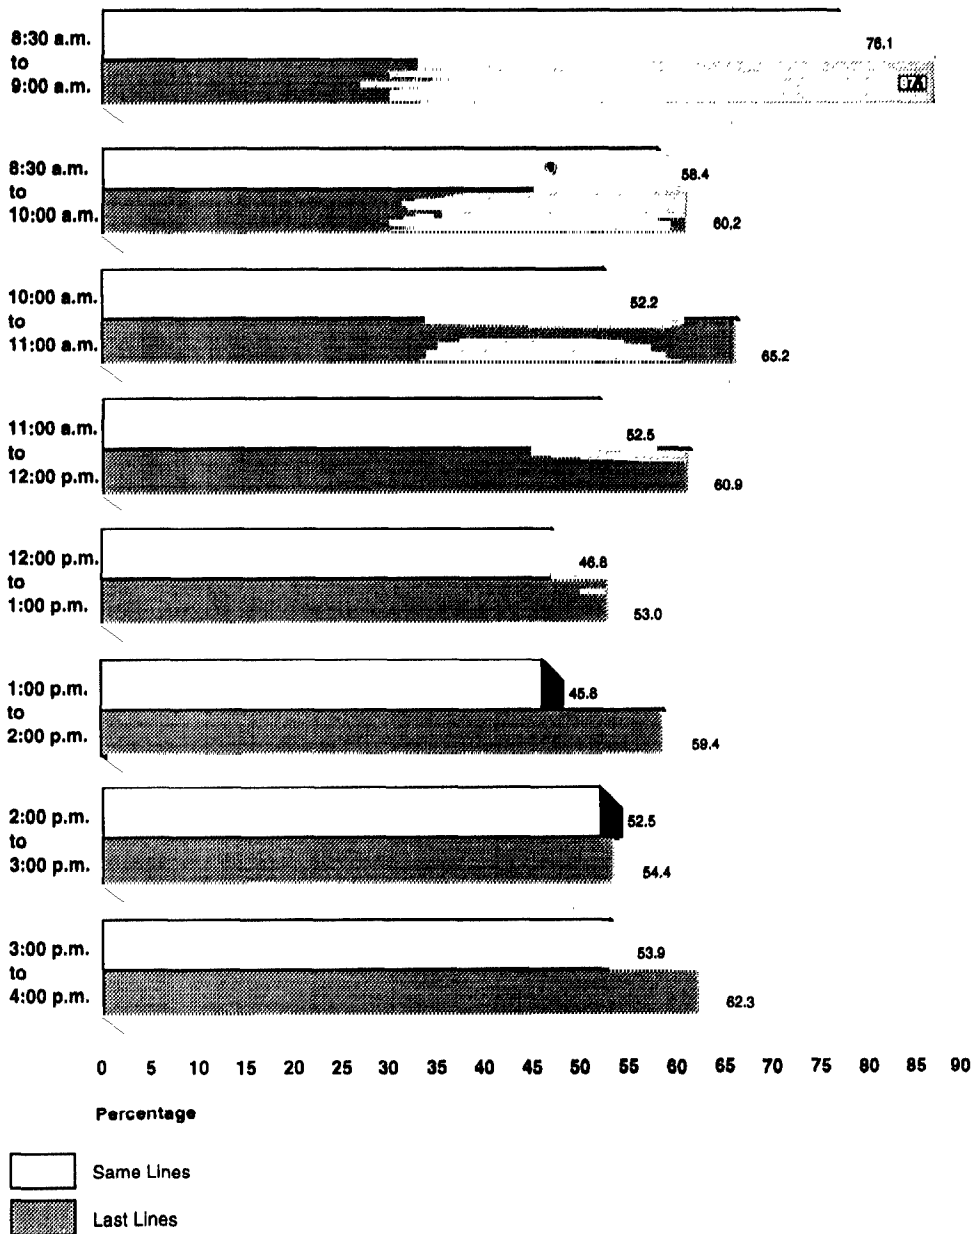 8:30 a.m.
to
9:00 a.m.
76.1
87.1
8:30 a.m.
to
10:00 a.m.
58.4
60.2
10:00 a.m.
to
11:00 a.m.
52.2
65.2
11:00 a.m.
to
12:00 p.m.
52.5
60.9
12:00 p.m.
to
1:00 p.m.
46.8
53.0
1:00 p.m.
to
2:00 p.m.
45.8
59.4
2:00 p.m.
to
3:00 p.m.
52.5
54.4
3:00 p.m.
to
4:00 p.m.
53.9
62.3
0 5 10 15 20 25 30 35 40 45 50 55 60 65 70 75 80 85 90
Percentage
Same Lines
Last Lines